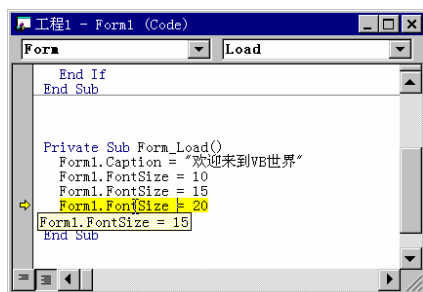 工程1 - Form1 (Code)
Form Load
End If
End Sub
Private Sub Form_Load()
Form1.Caption = "欢迎来到VB世界"
Form1.FontSize = 10
Form1.FontSize = 15
Form1.FontSize = 20
Form1.FontSize = 15
End Sub